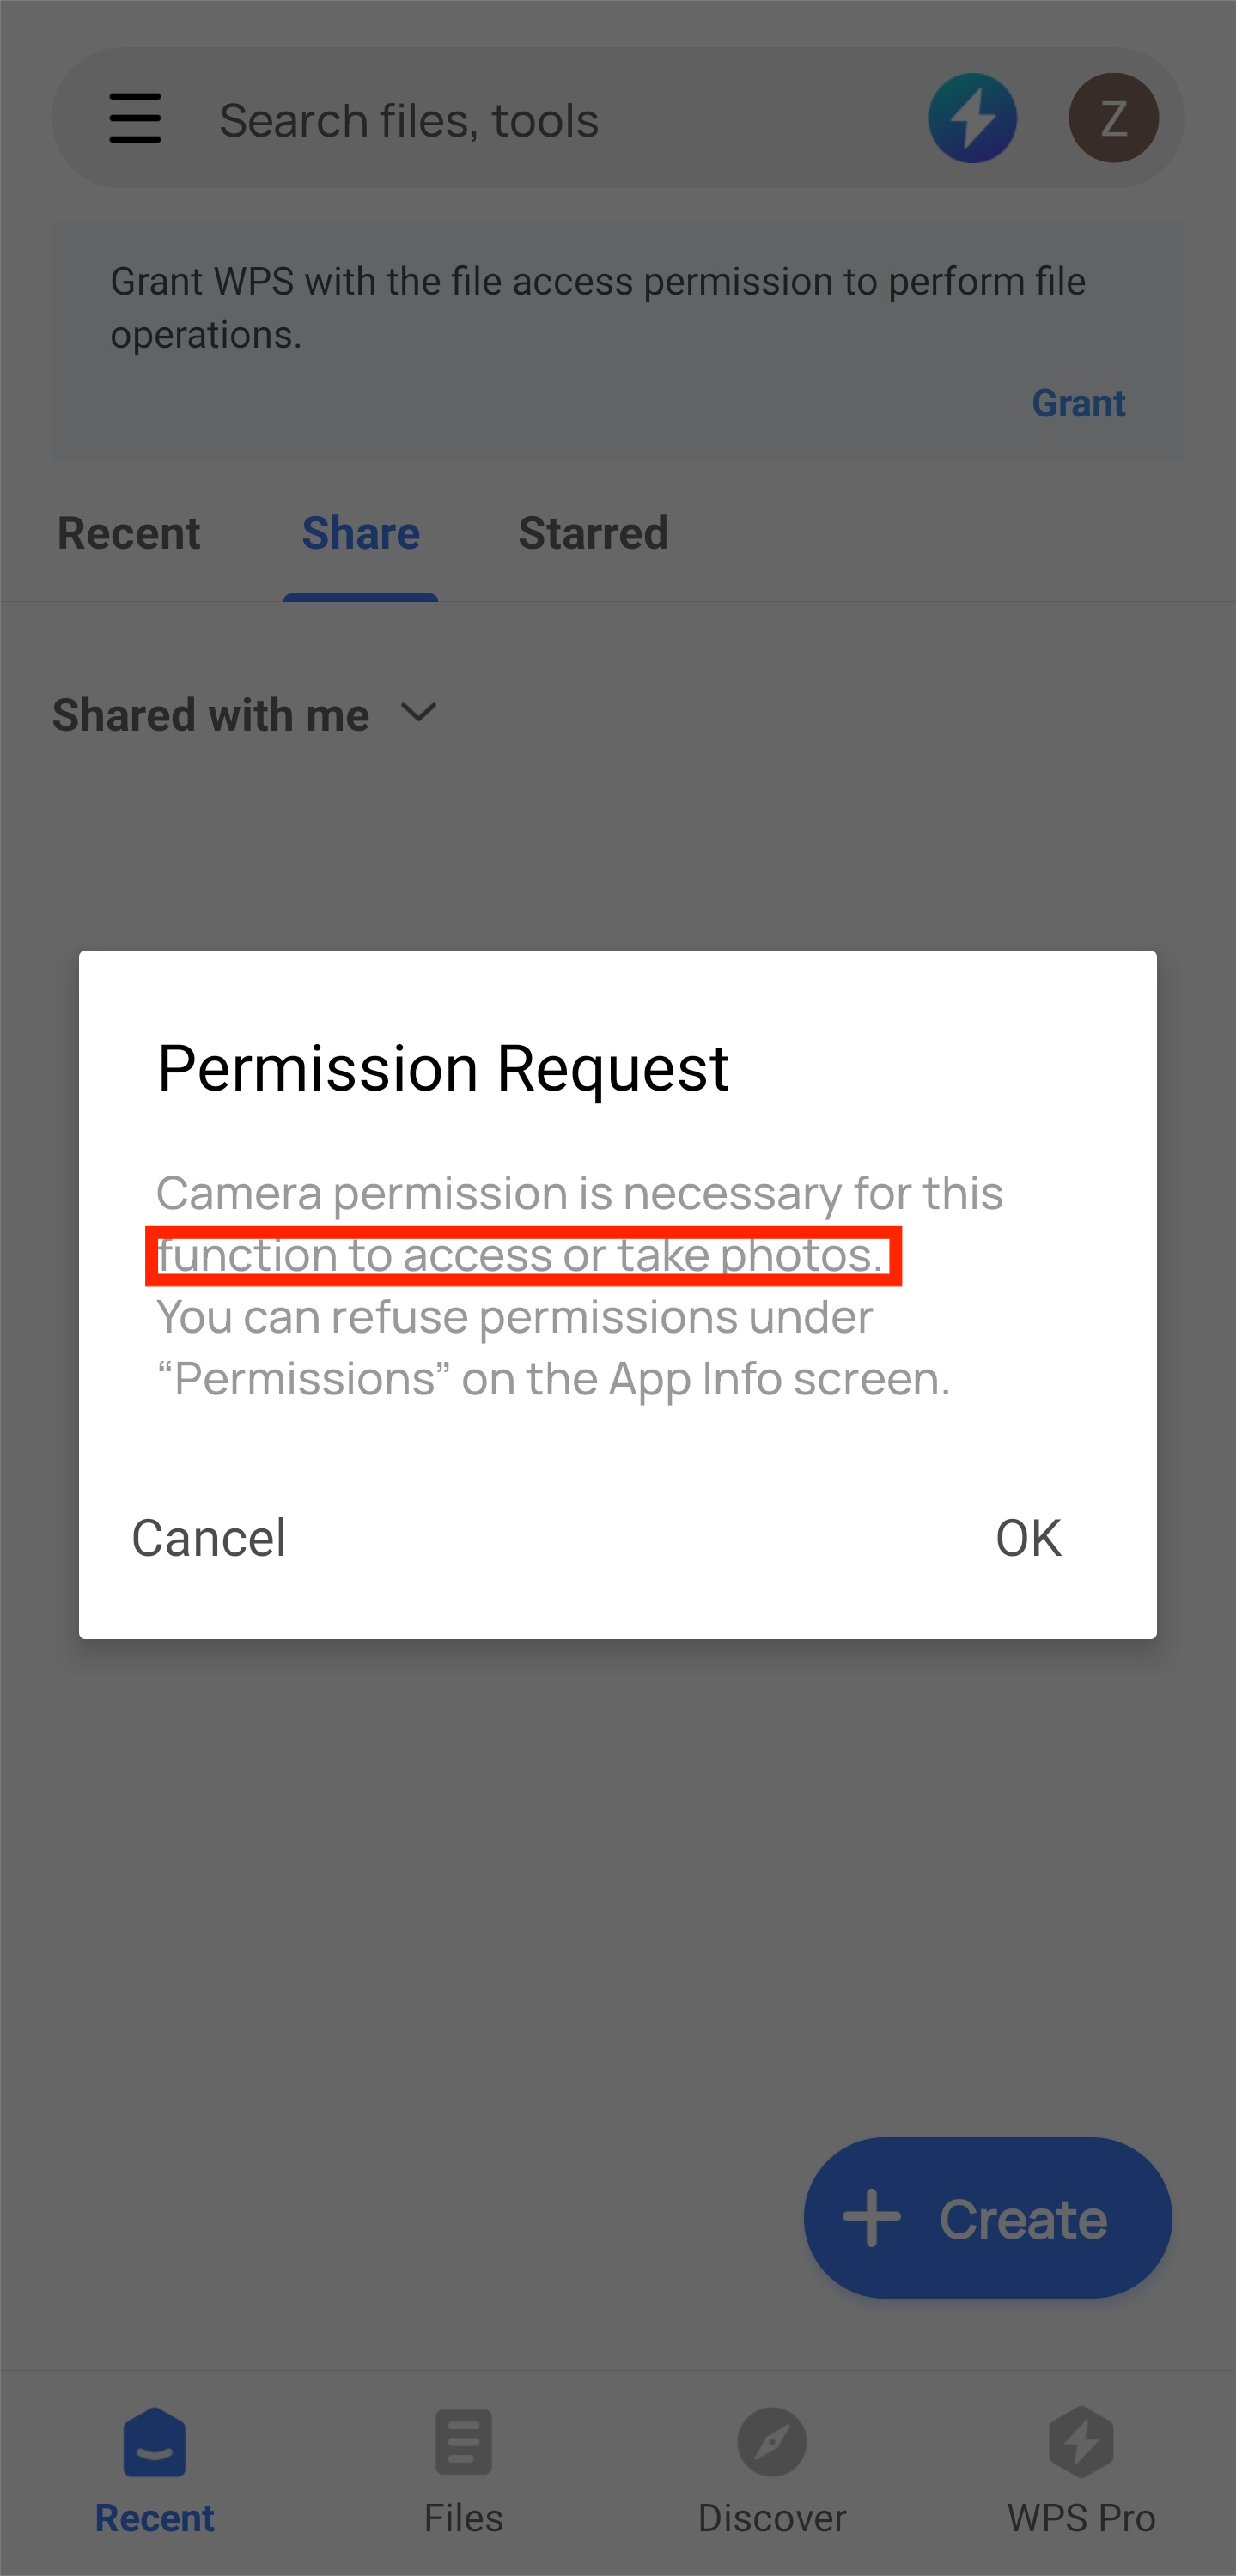 Search files, tools
Z
Grant WPS with the file access permission to perform file
operations.
Grant
Recent
Share
Starred
Shared with me
Permission Request
Camera permission is necessary for this
function to access or take photos.
You can refuse permissions under
“Permissions” on the App Info screen.
Cancel
OK
Create
Recent
Files
Discover
WPS Pro